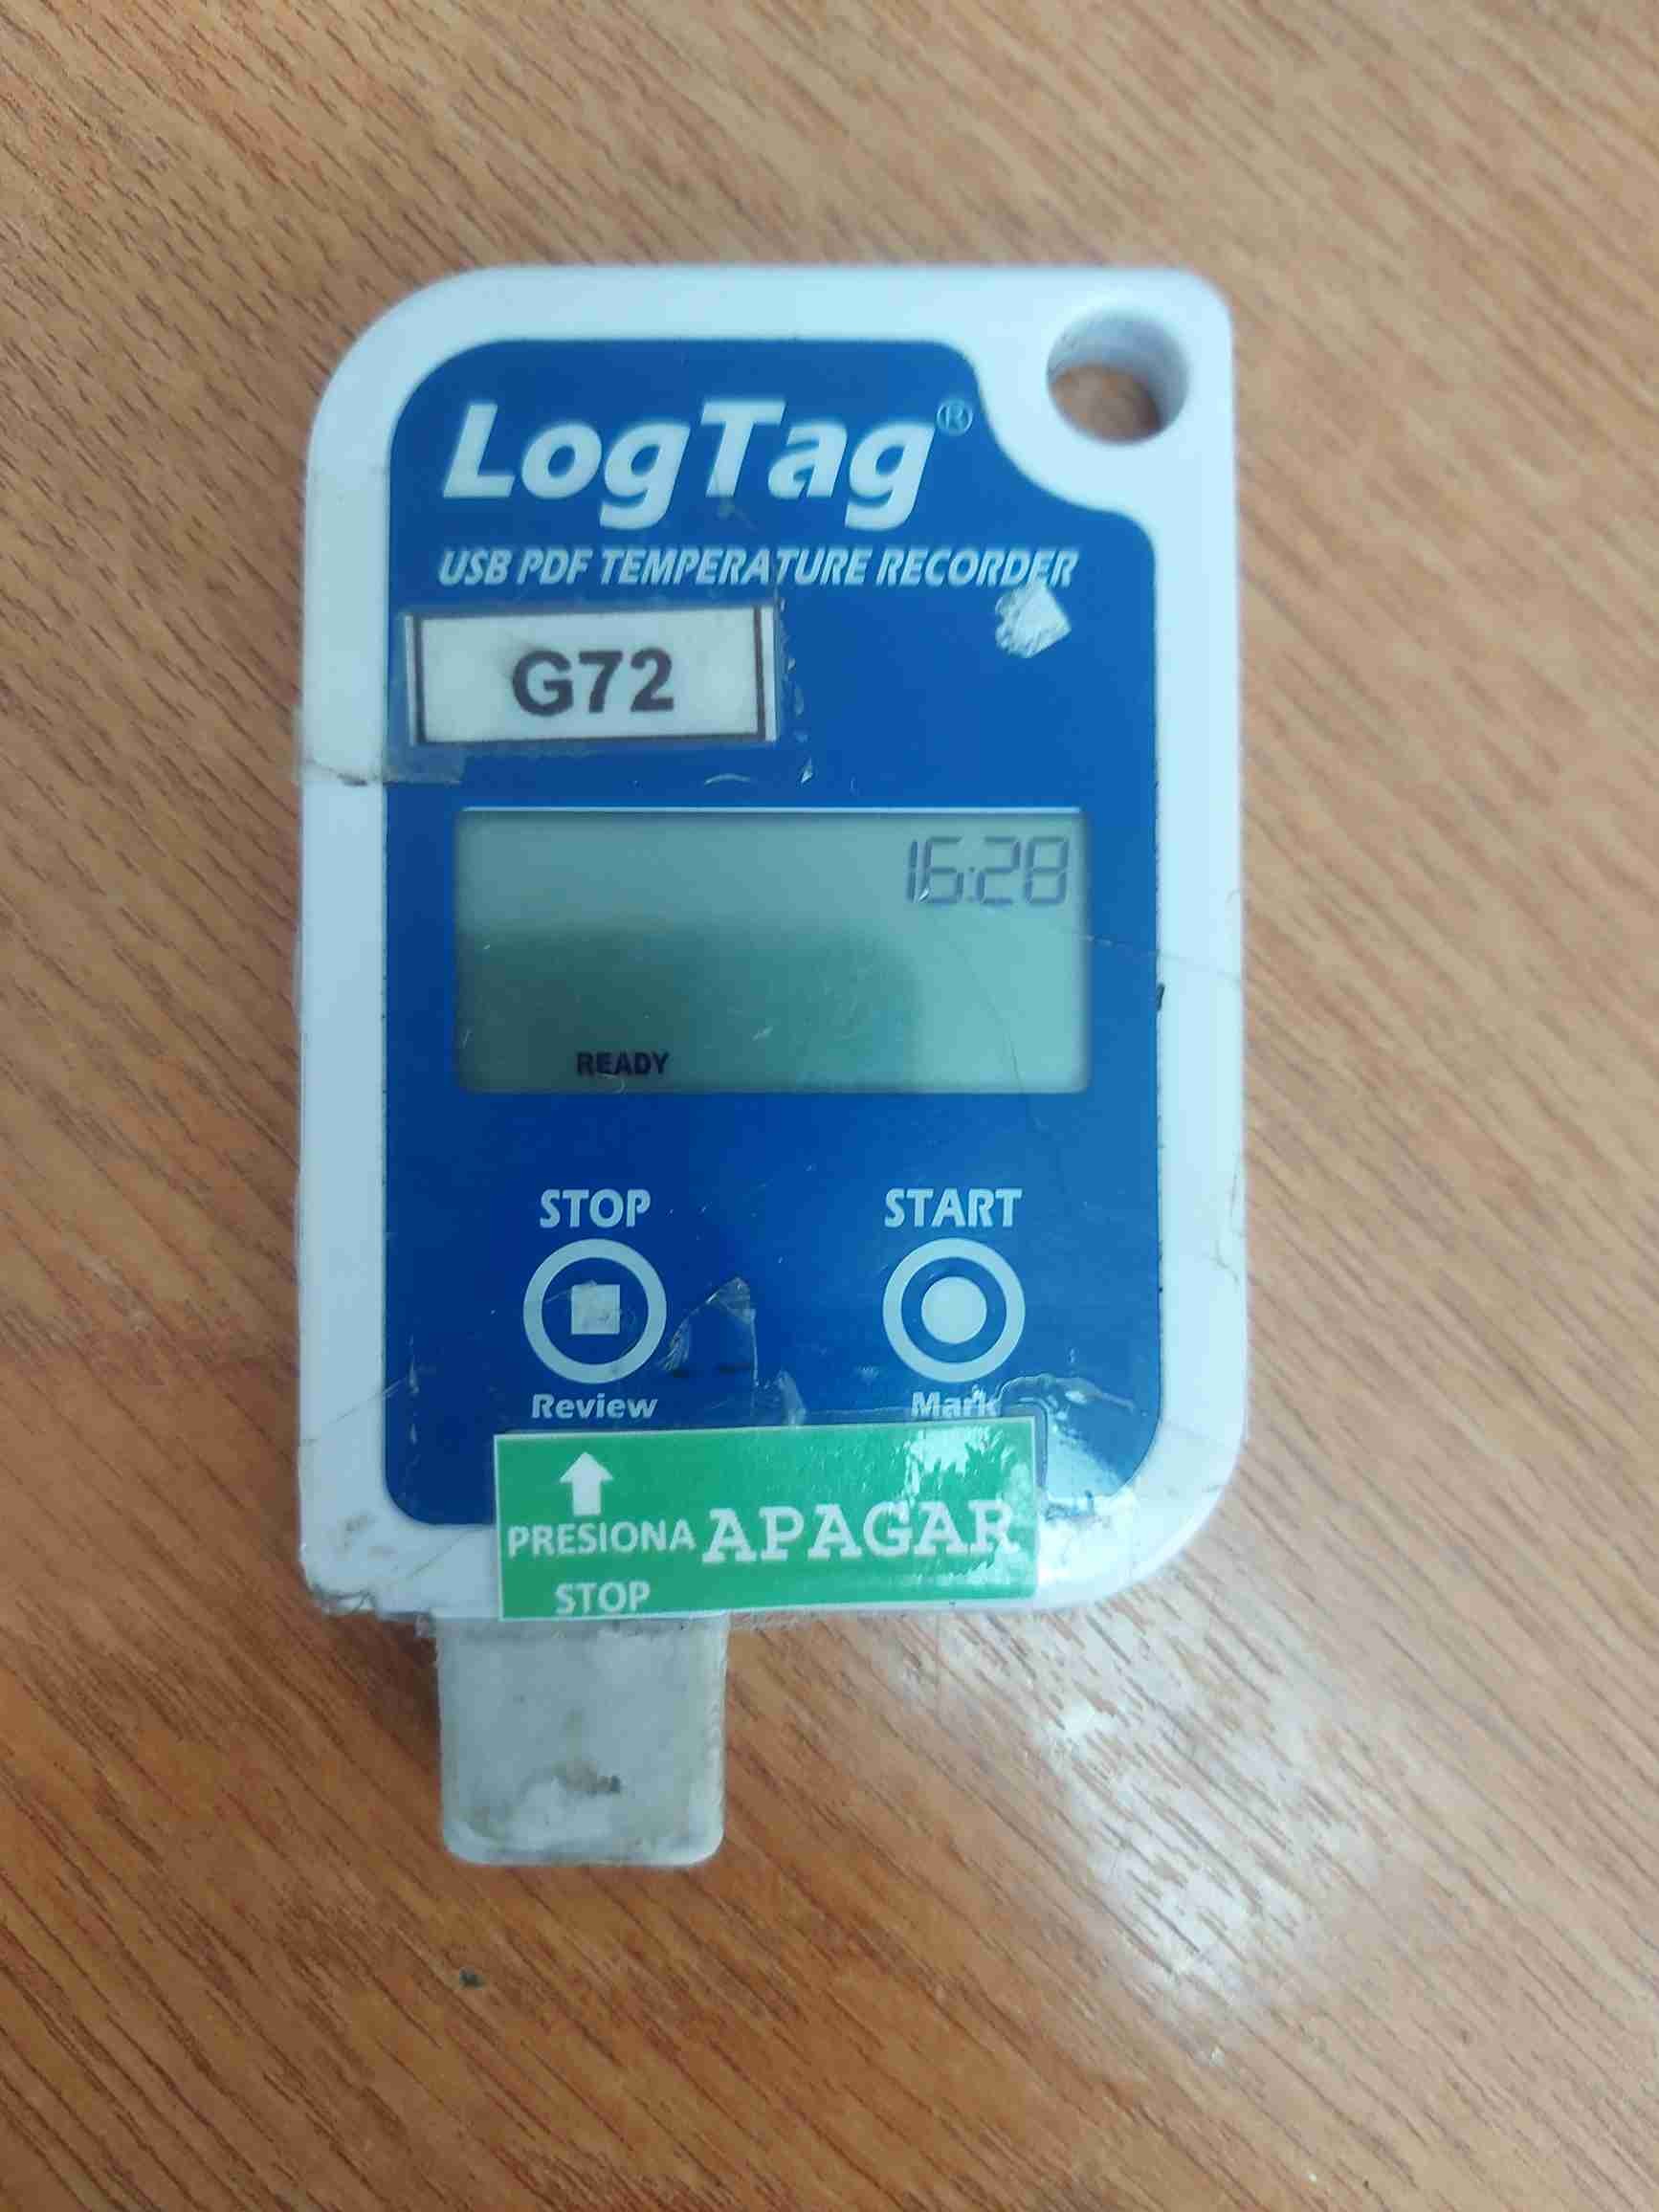 LogTag®
USB PDF TEMPERATURE RECORDER
G72
16:28
READY
STOP START
Review Mark
PRESIONA APAGAR
STOP